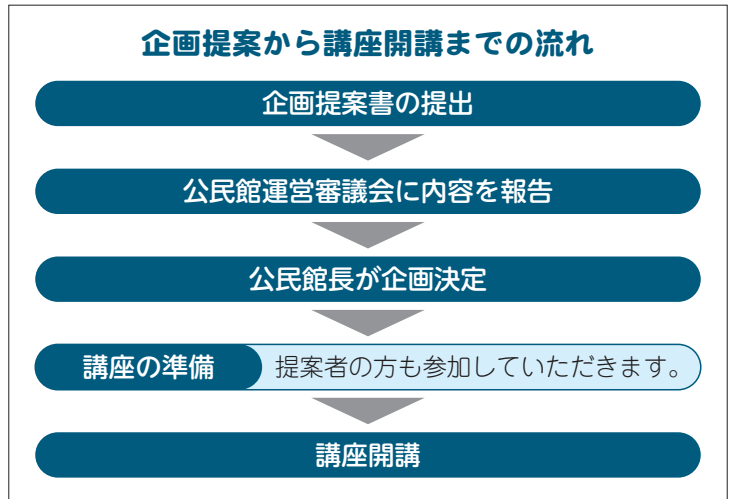 企画提案から講座開講までの流れ
企画提案書の提出
公民館運営審議会に内容を報告
公民館長が企画決定
講座の準備 提案者の方も参加していただきます。
講座開講